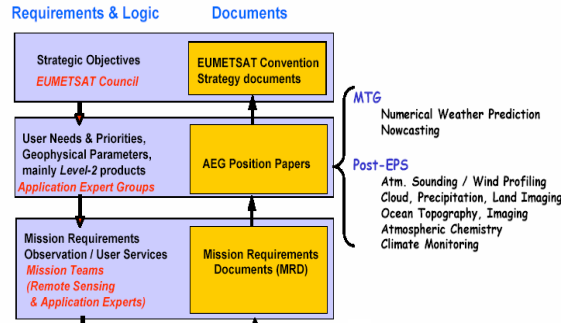 Requirements & Logic
Documents
Strategic Objectives
EUMETSAT Council
EUMETSAT Convention
Strategy documents
User Needs & Priorities,
Geophysical Parameters,
mainly Level-2 products
Application Expert Groups
AEG Position Papers
Mission Requirements
Observation / User Services
Mission Teams
(Remote Sensing
& Application Experts)
Mission Requirements
Documents (MRD)
MTG
Numerical Weather Prediction
Nowcasting
Post-EPS
Atm. Sounding / Wind Profiling
Cloud, Precipitation, Land Imaging
Ocean Topography, Imaging
Atmospheric Chemistry
Climate Monitoring